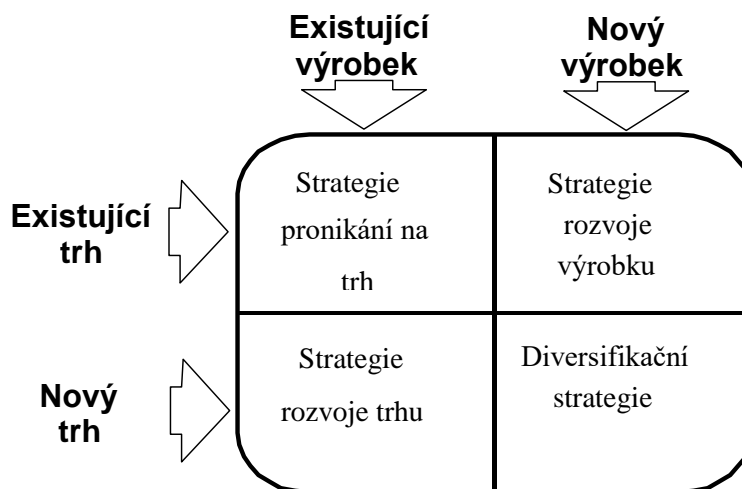 Existující
výrobek
Nový
výrobek
Existující
trh
Strategie
pronikání na
trh
Strategie
rozvoje
výrobku
Nový
trh
Strategie
rozvoje trhu
Diversifikační
strategie